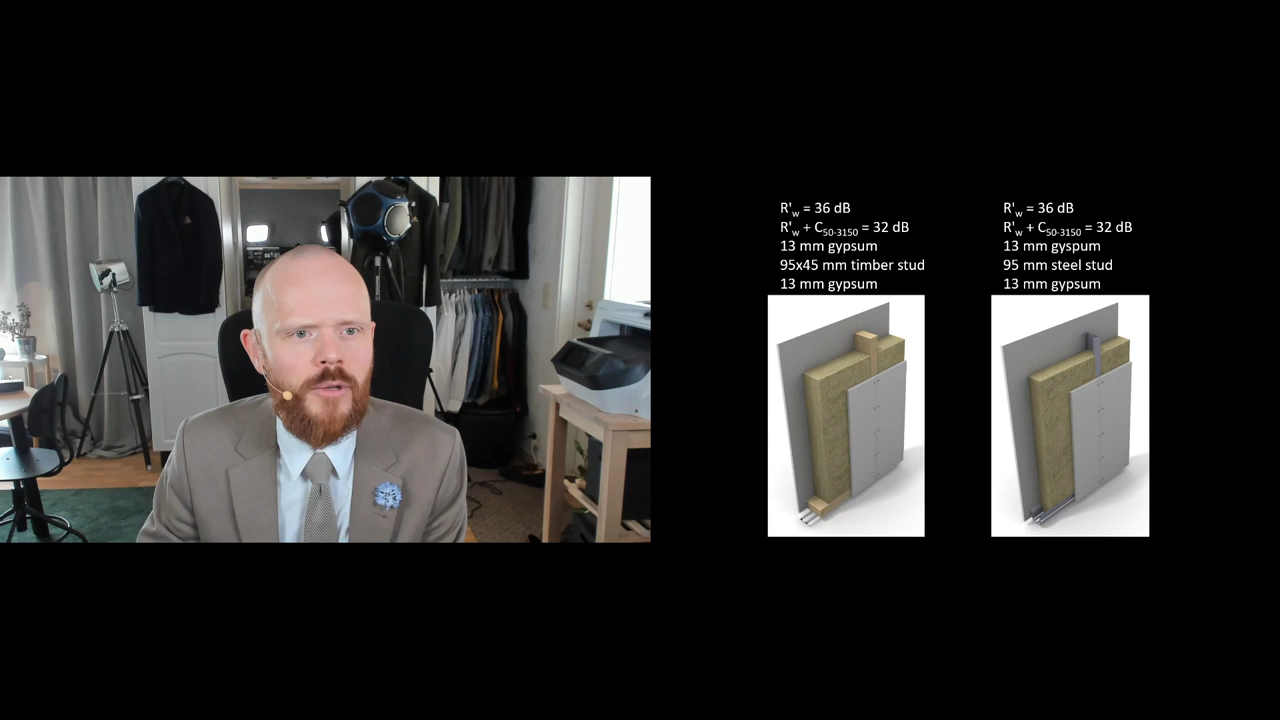 R'w = 36 dB
R'w + C50-3150 = 32 dB
13 mm gypsum
95x45 mm timber stud
13 mm gypsum
R'w = 36 dB
R'w + C50-3150 = 32 dB
13 mm gyspum
95 mm steel stud
13 mm gypsum